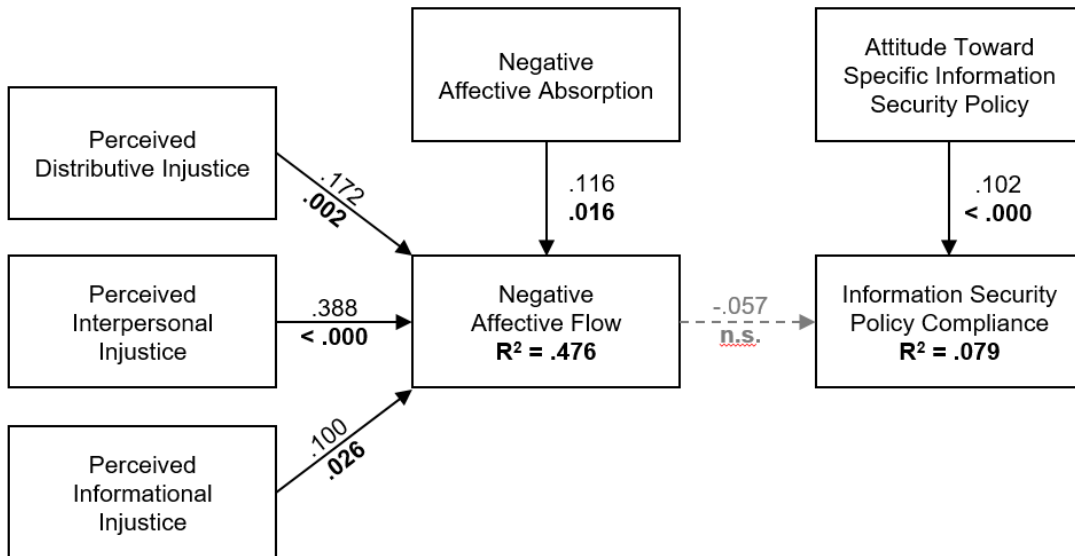 Perceived
Distributive Injustice
.172
.002
Perceived
Interpersonal
Injustice
.388
< .000
Perceived
Informational
Injustice
.100
.026
Negative
Affective Absorption
.116
.016
Negative
Affective Flow
R² = .476
-.057
n.s.
Attitude Toward
Specific Information
Security Policy
.102
< .000
Information Security
Policy Compliance
R² = .079